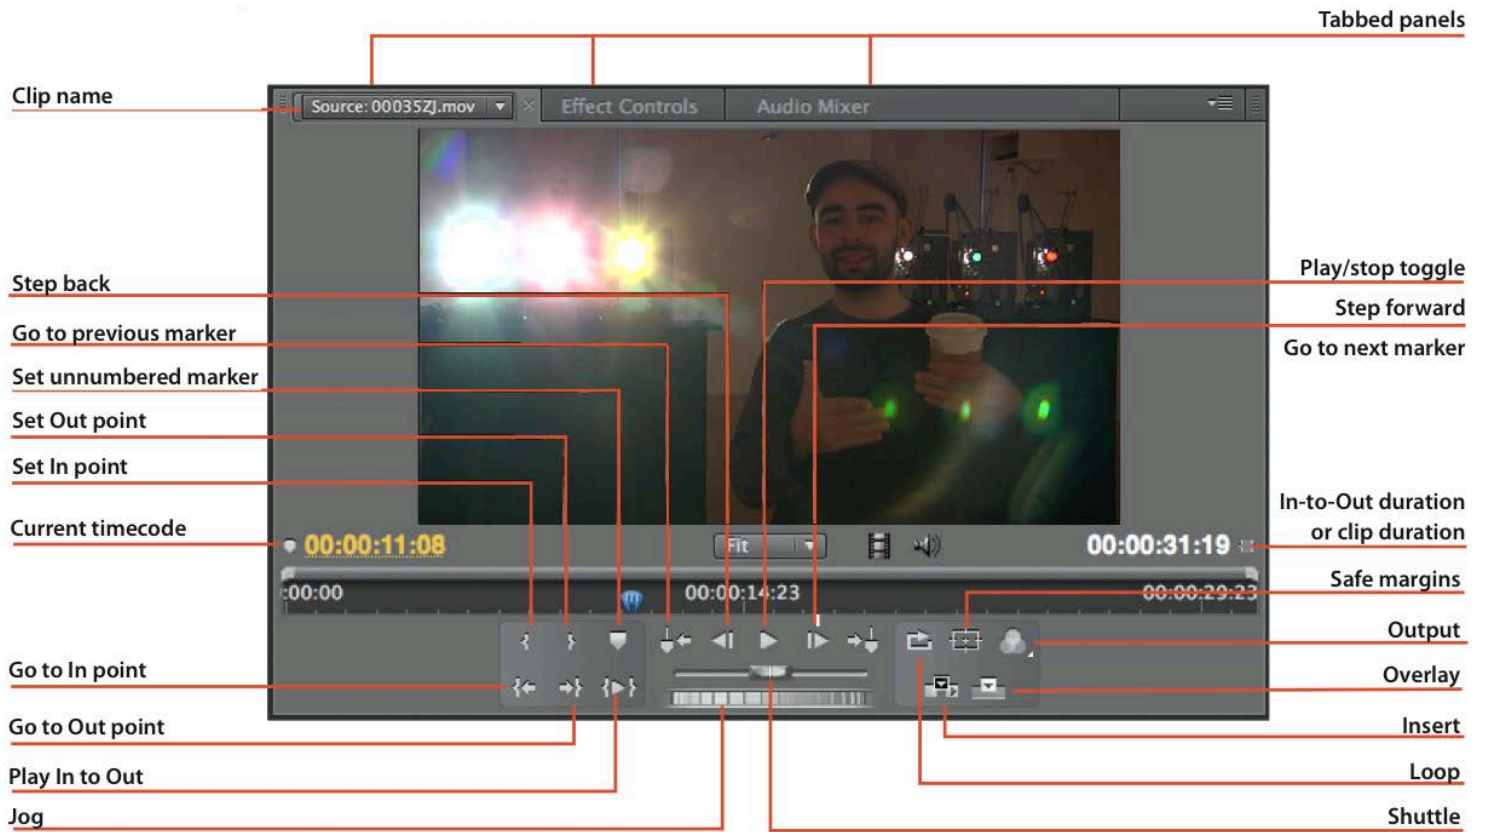 Tabbed panels
Clip name
Source: 00035ZJ.mov
Effect Controls
Audio Mixer
Step back
Play/stop toggle
Go to previous marker
Step forward
Go to next marker
Set unnumbered marker
Set Out point
Set In point
In-to-Out duration
or clip duration
Current timecode
00:00:11:08
Fit
00:00:31:19
Safe margins
:00:00
00:00:14:23
00:00:29:23
Output
Go to In point
Overlay
Go to Out point
Insert
Play In to Out
Loop
Jog
Shuttle